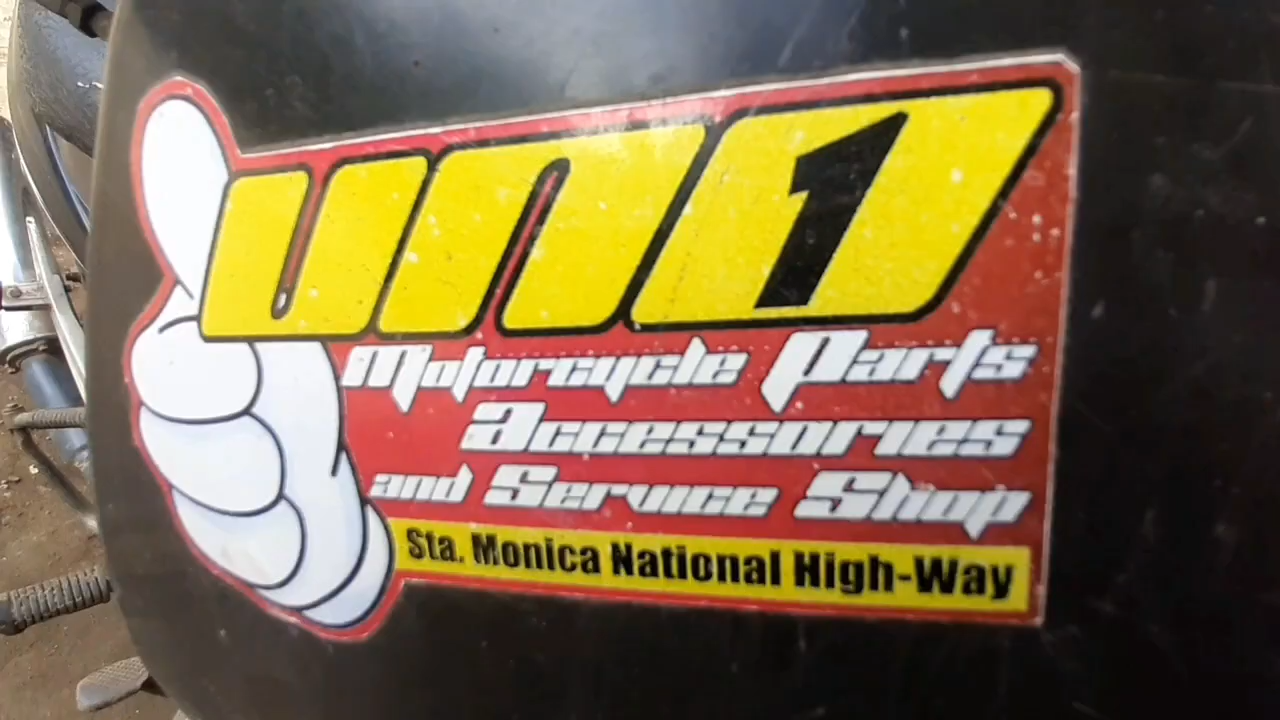 UNO1
Motorcycle Parts
Accessories
and Service Shop
Sta. Monica National High-Way